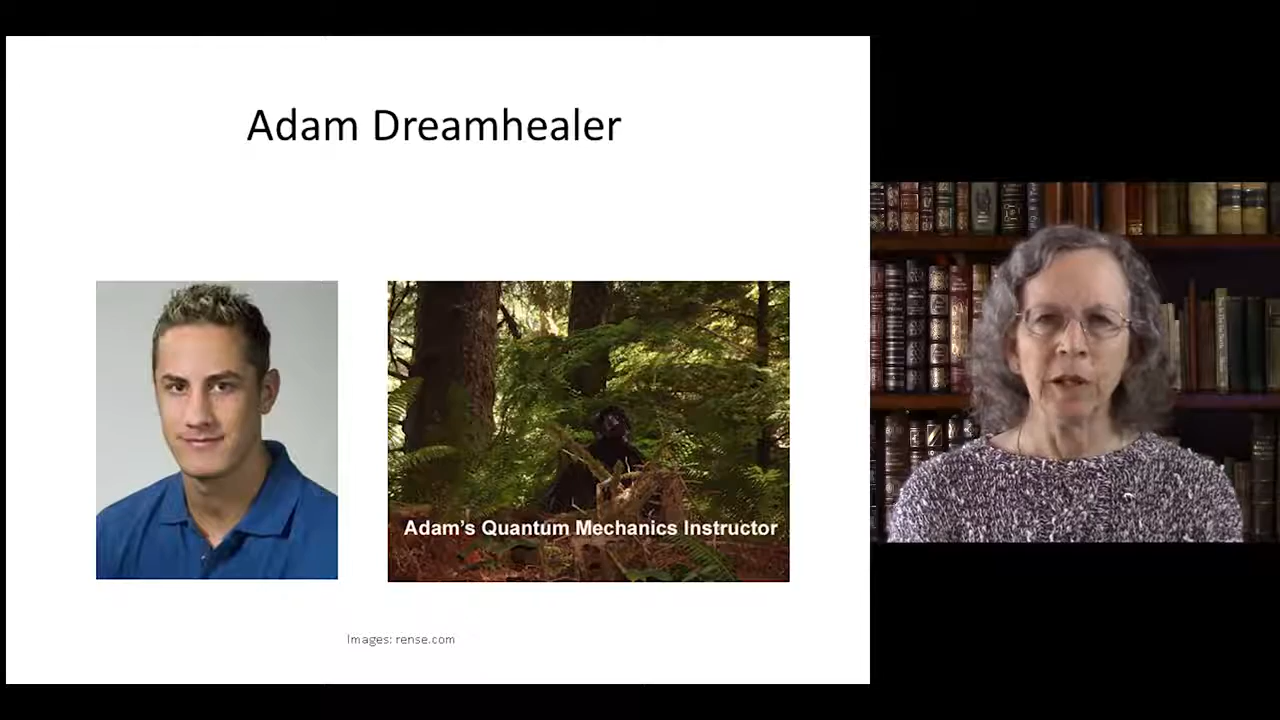 Adam Dreamhealer
Adam's Quantum Mechanics Instructor
Images: rense.com